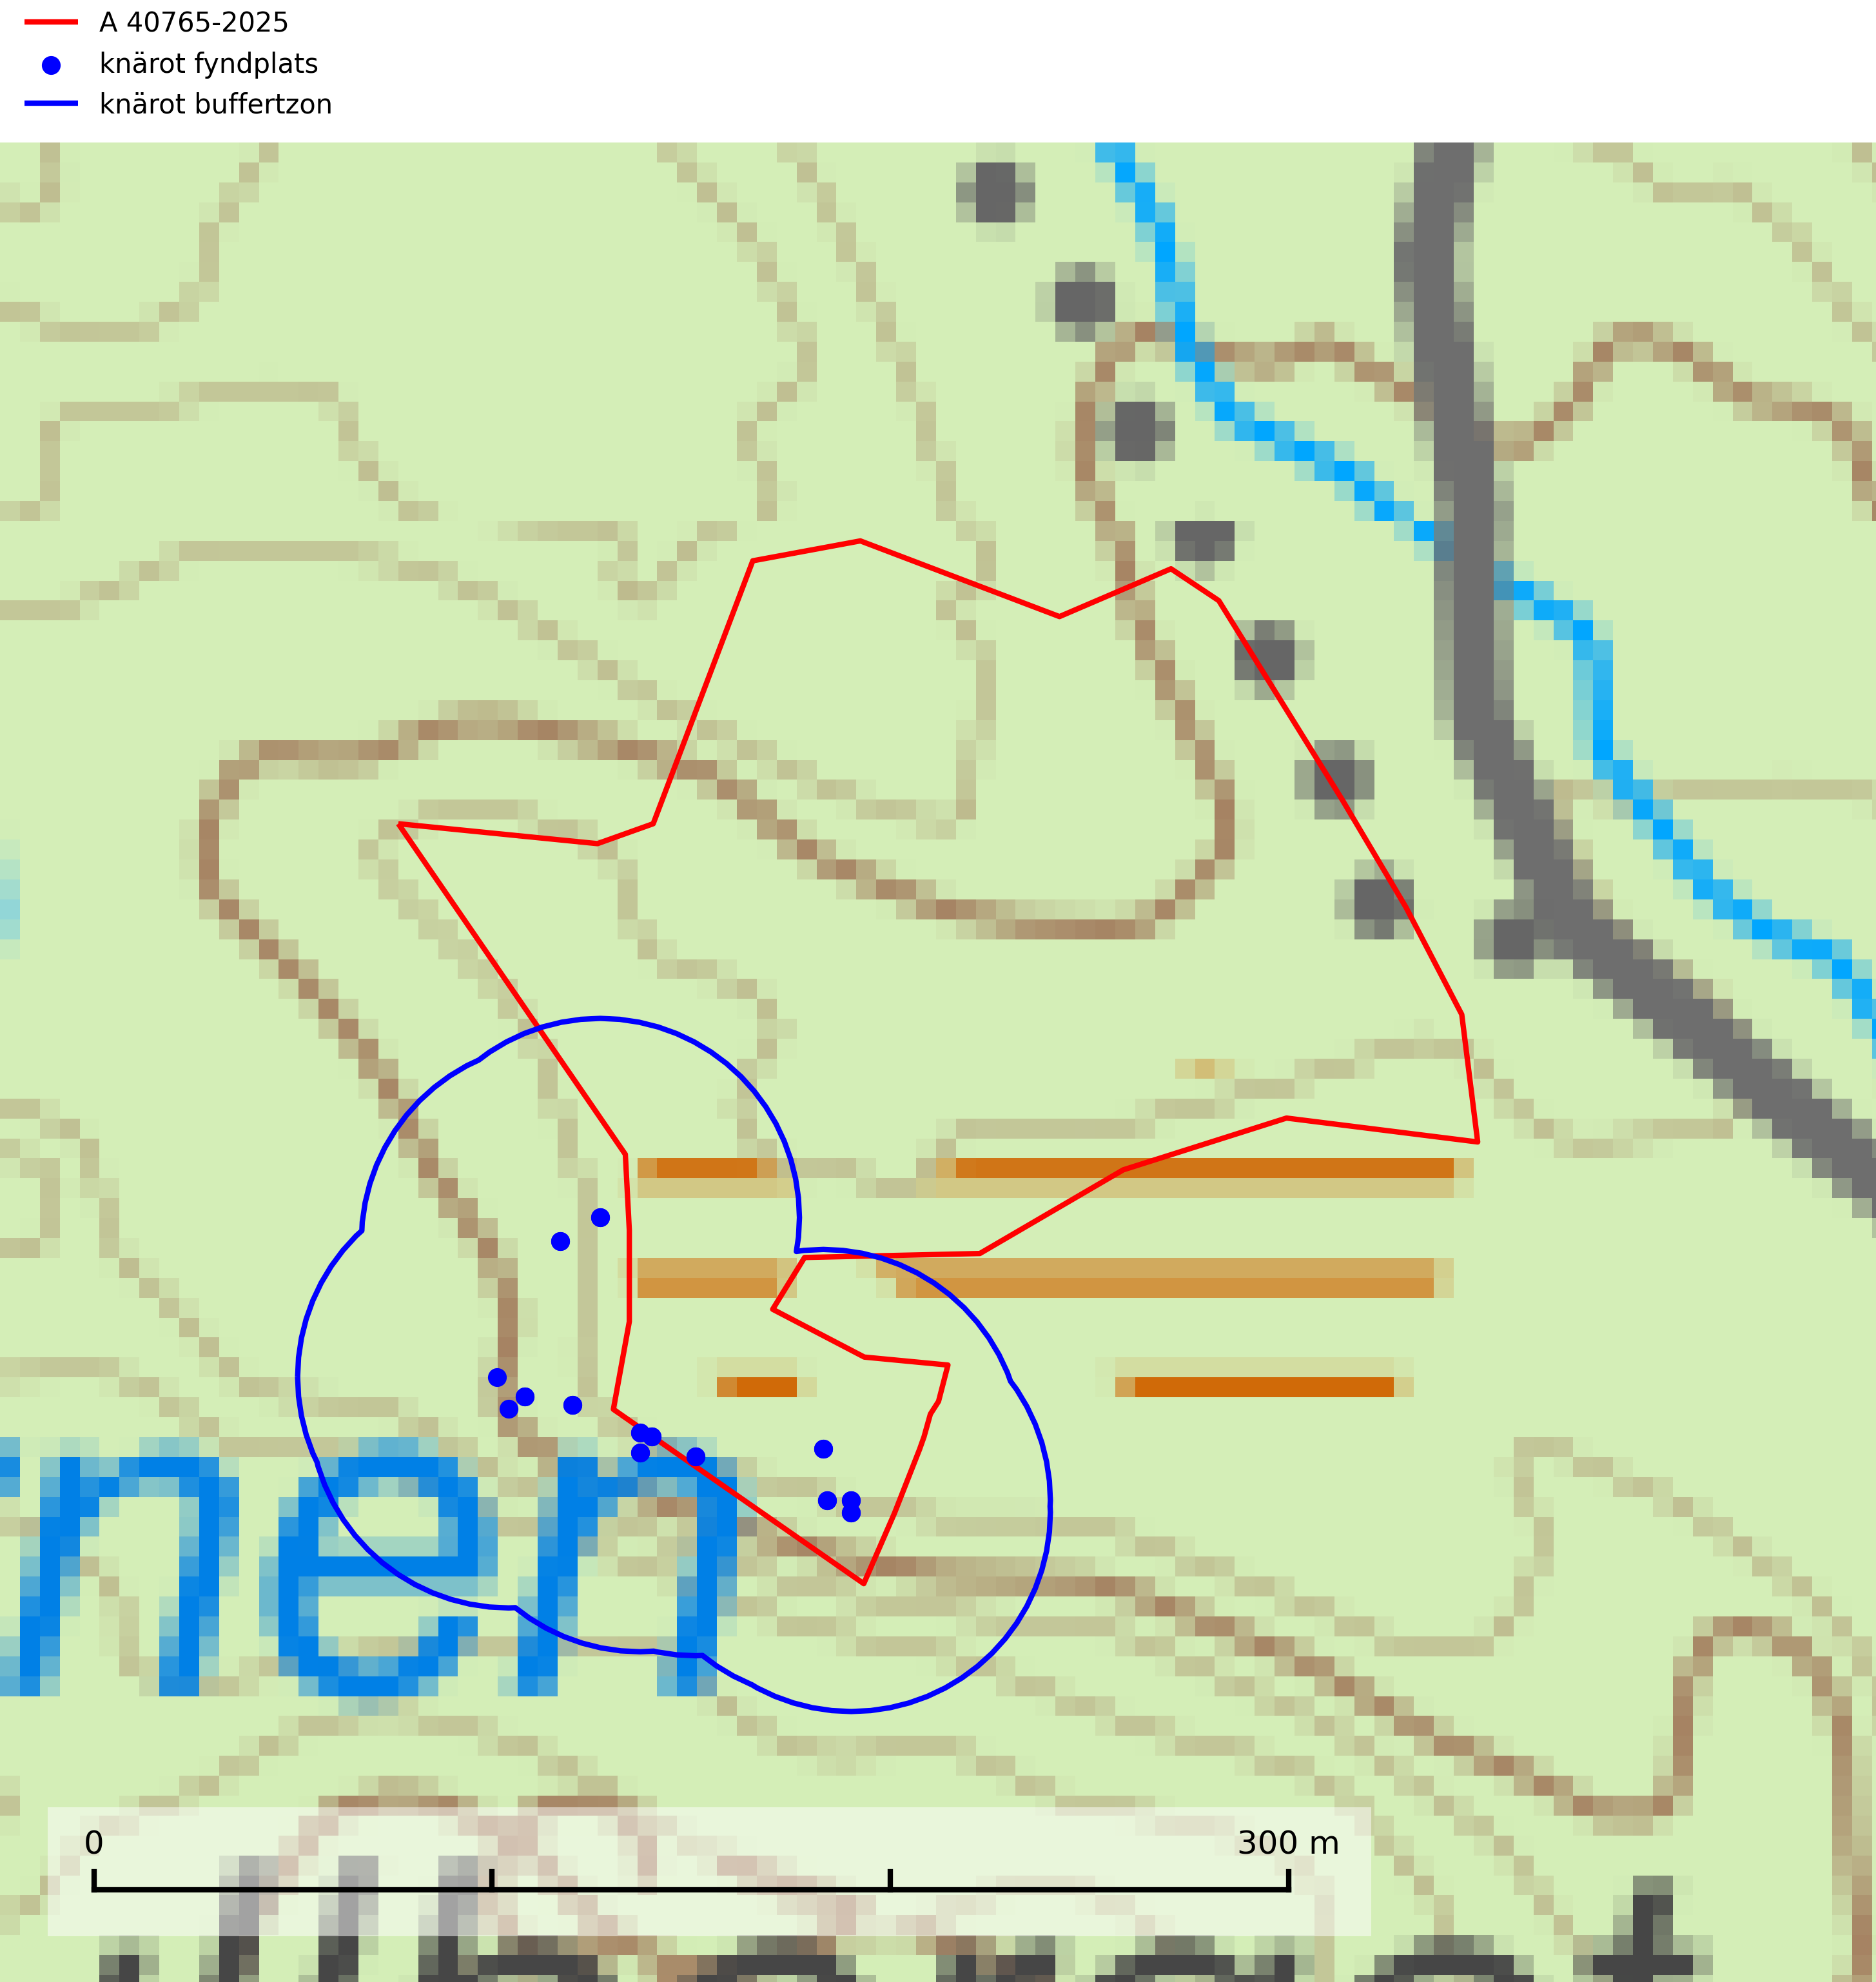 A 40765-2025
knärot fyndplats
knärot buffertzon
0
300 m